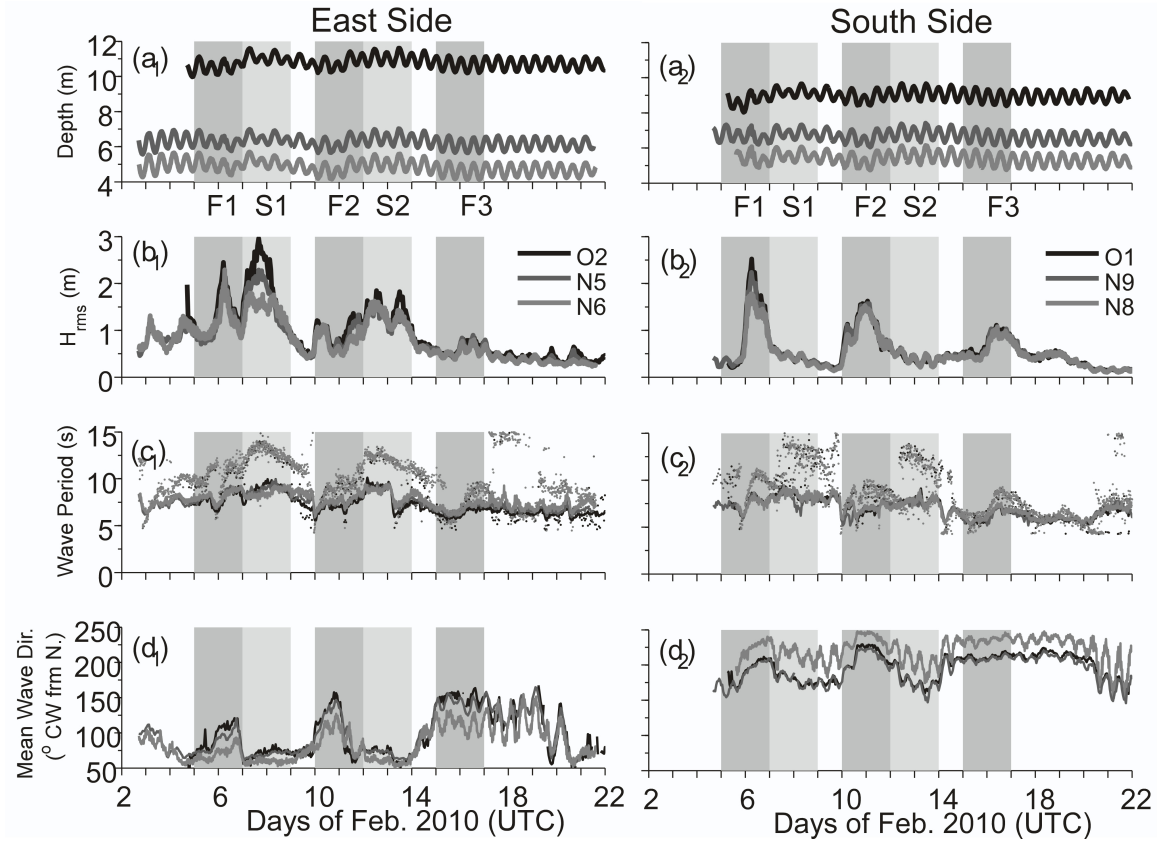 East Side
South Side
12
10
8
6
4
Depth (m)
(a1)
(a2)
F1 S1 F2 S2 F3
F1 S1 F2 S2 F3
3
2
1
0
Hrms (m)
(b1)
O2
N5
N6
(b2)
O1
N9
N8
15
10
5
0
Wave Period (s)
(c1)
(c2)
250
200
150
100
50
Mean Wave Dir.
(° CW frm N.)
(d1)
(d2)
2 6 10 14 18 22
2 6 10 14 18 22
Days of Feb. 2010 (UTC)
Days of Feb. 2010 (UTC)